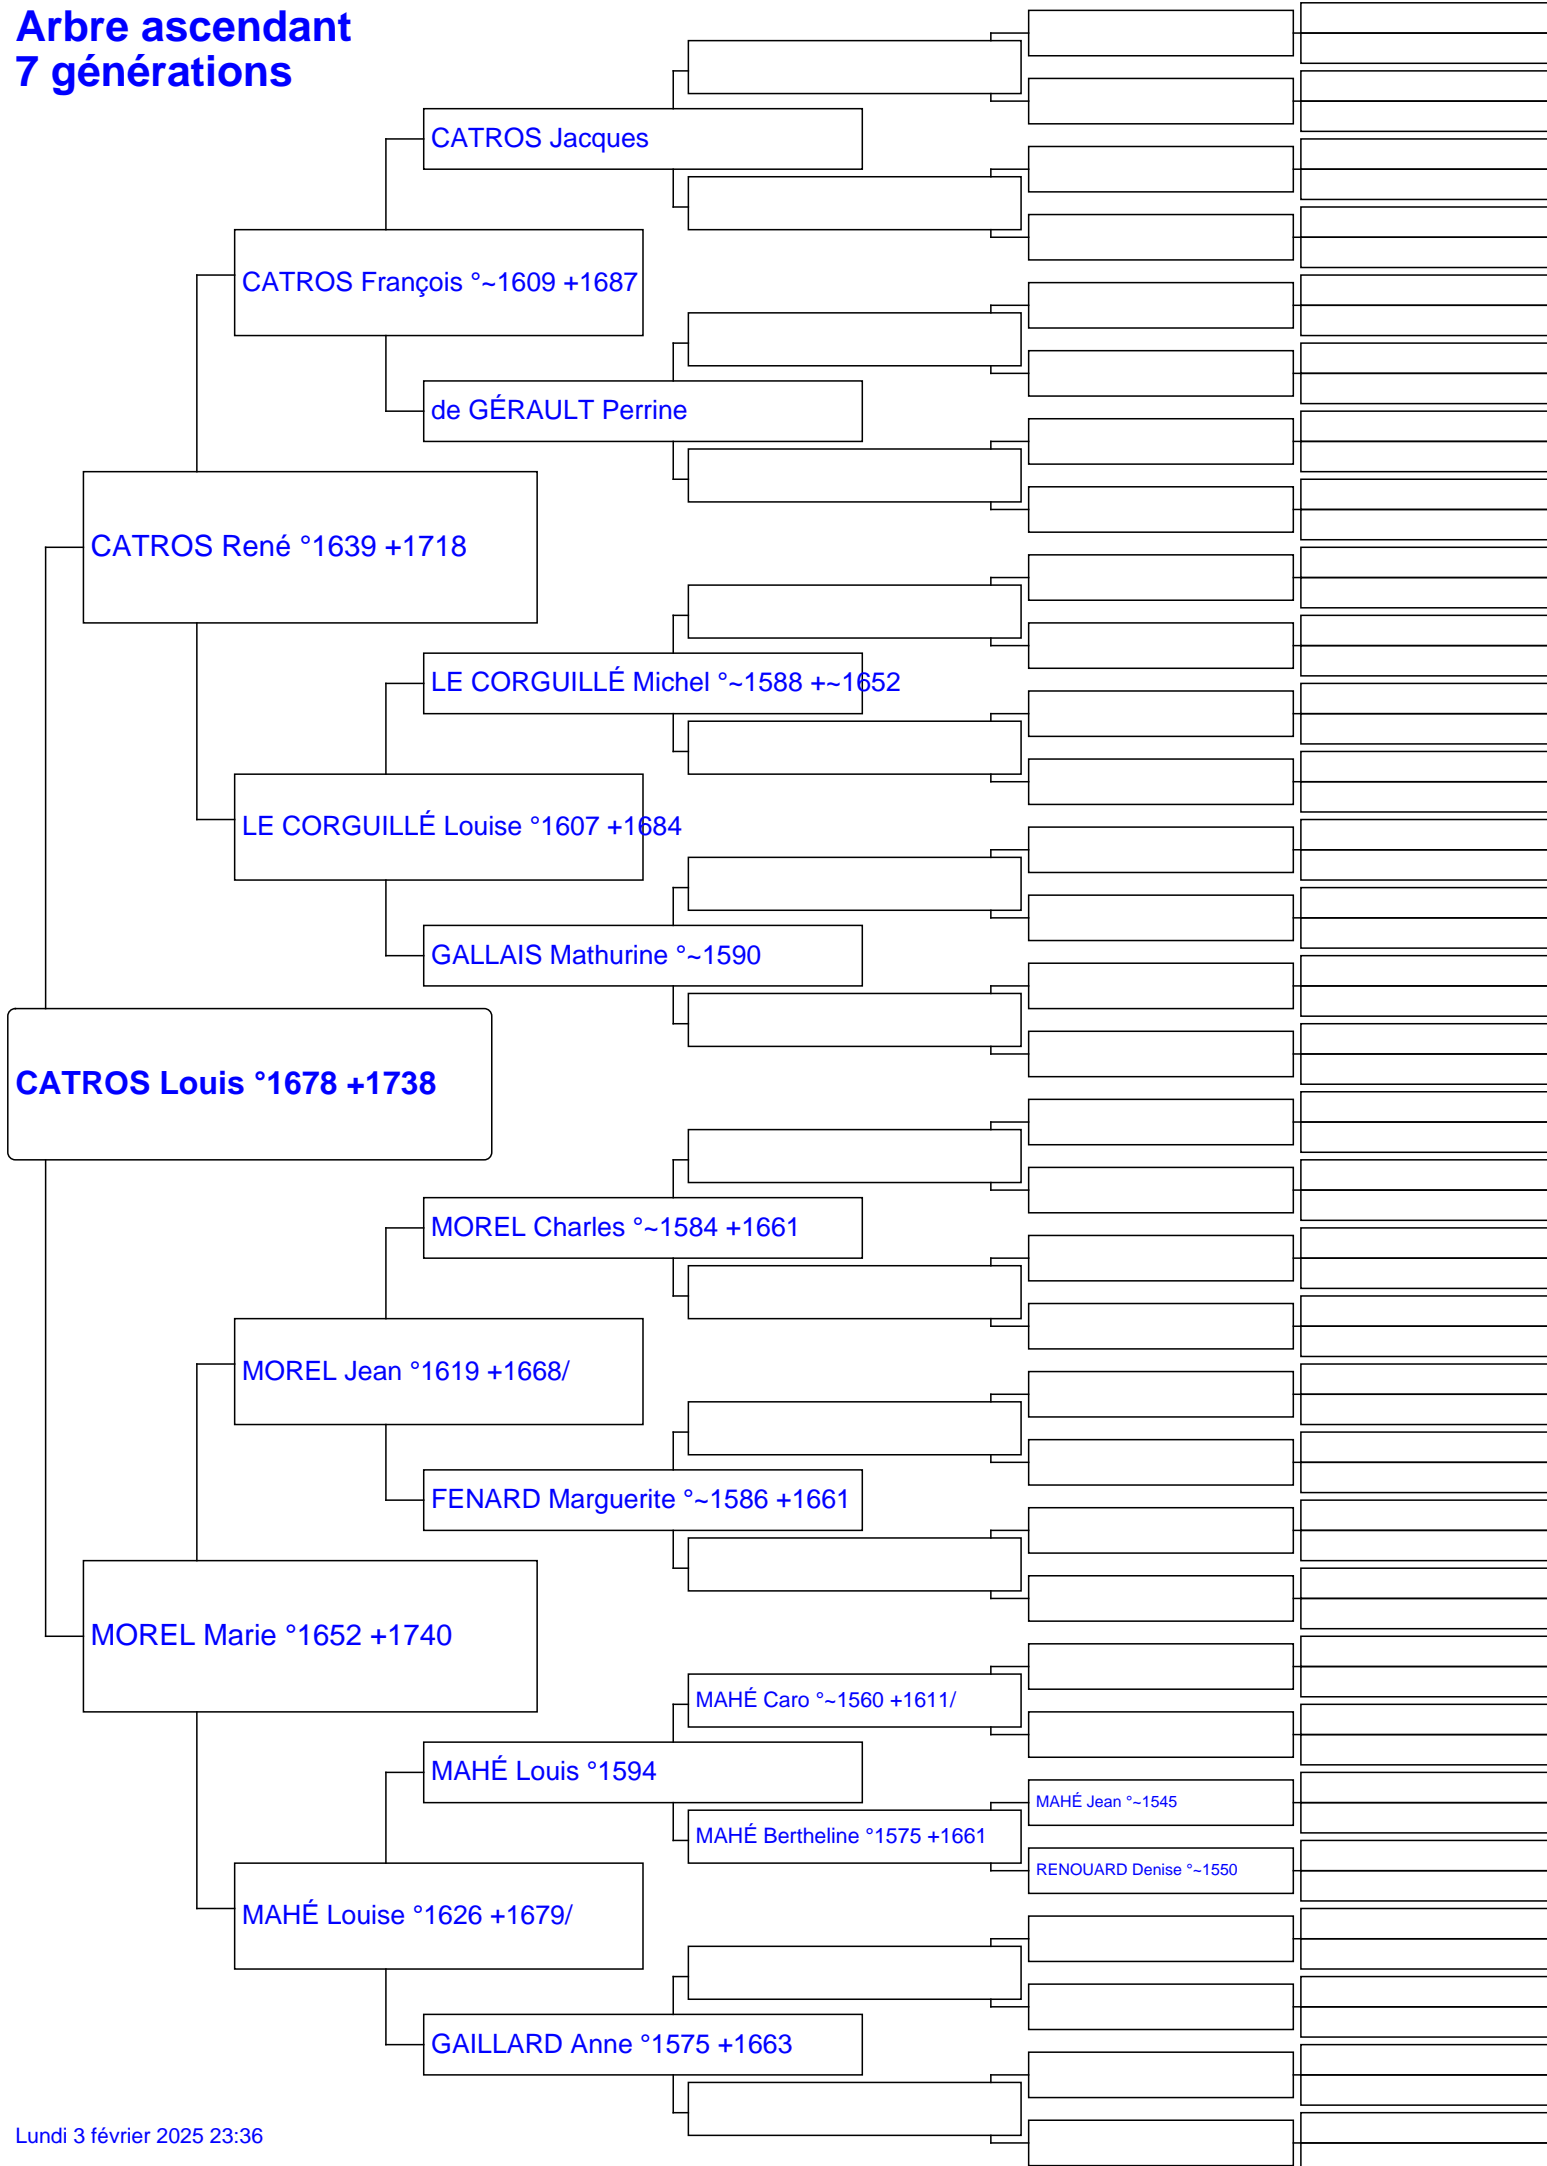 Arbre ascendant
7 générations
CATROS Jacques
CATROS François °~1609 +1687
de GÉRAULT Perrine
CATROS René °1639 +1718
LE CORGUILLÉ Michel °~1588 +~1652
LE CORGUILLÉ Louise °1607 +1684
GALLAIS Mathurine °~1590
CATROS Louis °1678 +1738
MOREL Charles °~1584 +1661
MOREL Jean °1619 +1668/
FENARD Marguerite °~1586 +1661
MOREL Marie °1652 +1740
MAHÉ Caro °~1560 +1611/
MAHÉ Louis °1594
MAHÉ Jean °~1545
MAHÉ Bertheline °1575 +1661
RENOUARD Denise °~1550
MAHÉ Louise °1626 +1679/
GAILLARD Anne °1575 +1663
Lundi 3 février 2025 23:36